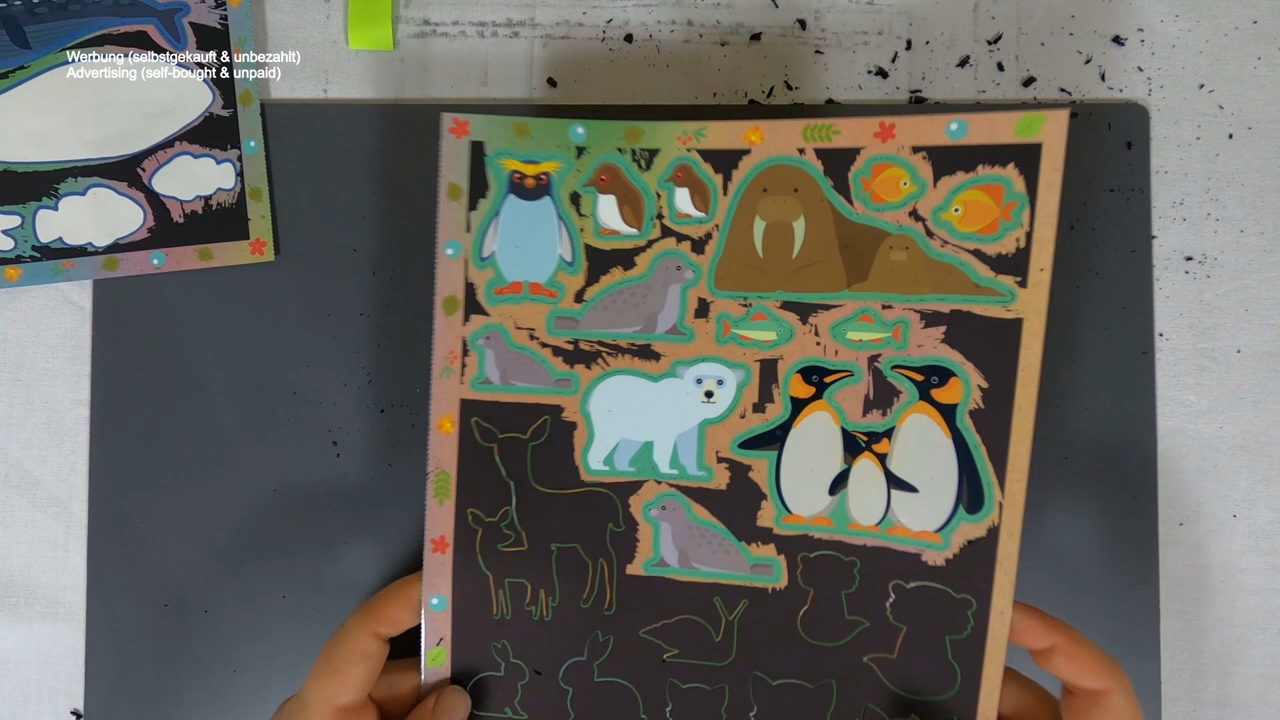 Werbung (selbstgekauft & unbezahlt)
Advertising (self-bought & unpaid)